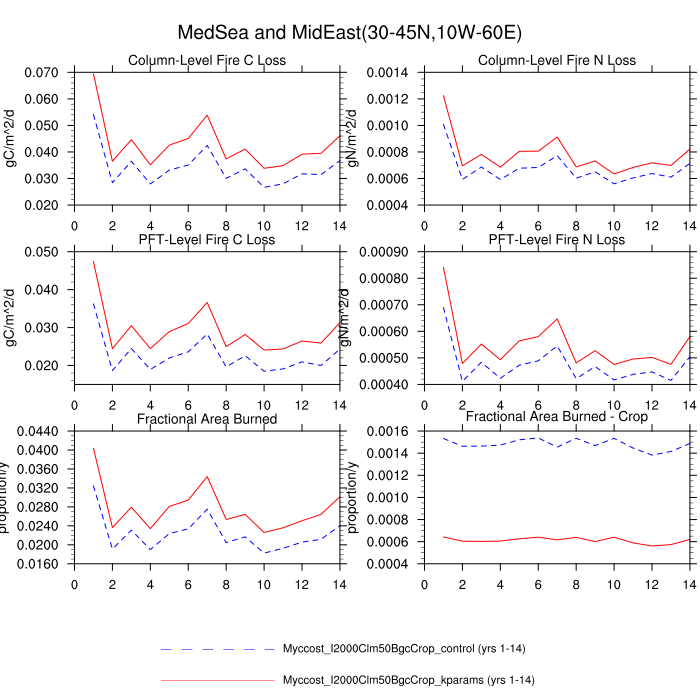 MedSea and MidEast(30-45N,10W-60E)
Column-Level Fire C Loss
gC/m^2/d
0.070
0.060
0.050
0.040
0.030
0.020
0 2 4 6 8 10 12 14
Column-Level Fire N Loss
gN/m^2/d
0.0014
0.0012
0.0010
0.0008
0.0006
0.0004
0 2 4 6 8 10 12 14
PFT-Level Fire C Loss
gC/m^2/d
0.050
0.040
0.030
0.020
0 2 4 6 8 10 12 14
PFT-Level Fire N Loss
gN/m^2/d
0.00090
0.00080
0.00070
0.00060
0.00050
0.00040
0 2 4 6 8 10 12 14
Fractional Area Burned
proportion/y
0.0440
0.0400
0.0360
0.0320
0.0280
0.0240
0.0200
0.0160
0 2 4 6 8 10 12 14
Fractional Area Burned - Crop
proportion/y
0.0016
0.0014
0.0012
0.0010
0.0008
0.0006
0.0004
0 2 4 6 8 10 12 14
Myccost_I2000Clm50BgcCrop_control (yrs 1-14)
Myccost_I2000Clm50BgcCrop_kparams (yrs 1-14)